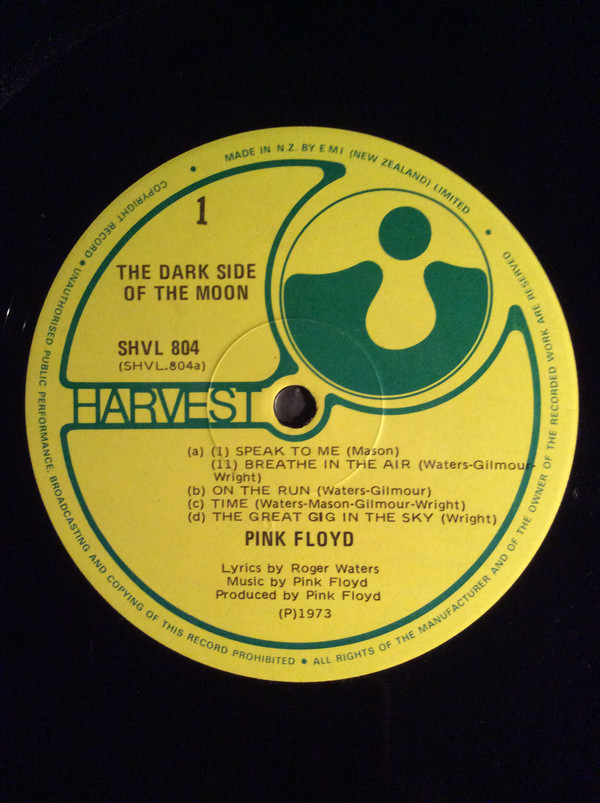 MADE IN N.Z. BY E M I (NEW ZEALAND) LIMITED
1
THE DARK SIDE
OF THE MOON
SHVL 804
(SHVL.804a)
HARVEST
(a) (1) SPEAK TO ME (Mason)
(11) BREATHE IN THE AIR (Waters-Gilmour-
Wright)
(b) ON THE RUN (Waters-Gilmour)
(c) TIME (Waters-Mason-Gilmour-Wright)
(d) THE GREAT GIG IN THE SKY (Wright)
PINK FLOYD
Lyrics by Roger Waters
Music by Pink Floyd
Produced by Pink Floyd
(P)1973
COPYRIGHT RECORD • UNAUTHORISED PUBLIC PERFORMANCE, BROADCASTING AND COPYING OF THIS RECORD PROHIBITED • ALL RIGHTS OF THE MANUFACTURER AND OF THE OWNER OF THE RECORDED WORK ARE RESERVED •